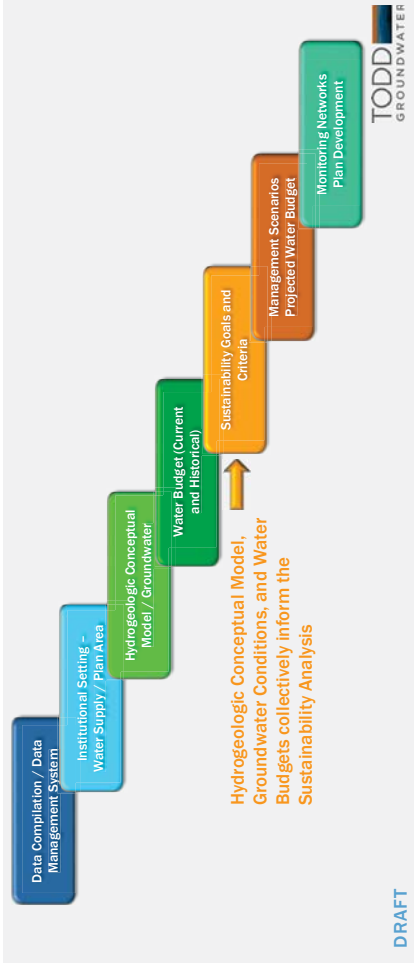 Data Compilation / Data
Management System
Institutional Setting –
Water Supply / Plan Area
Hydrogeologic Conceptual
Model / Groundwater
Water Budget (Current
and Historical)
Sustainability Goals and
Criteria
Management Scenarios
Projected Water Budget
Monitoring Networks
Plan Development
Hydrogeologic Conceptual Model,
Groundwater Conditions, and Water
Budgets collectively inform the
Sustainability Analysis
DRAFT
TODD
GROUNDWATER